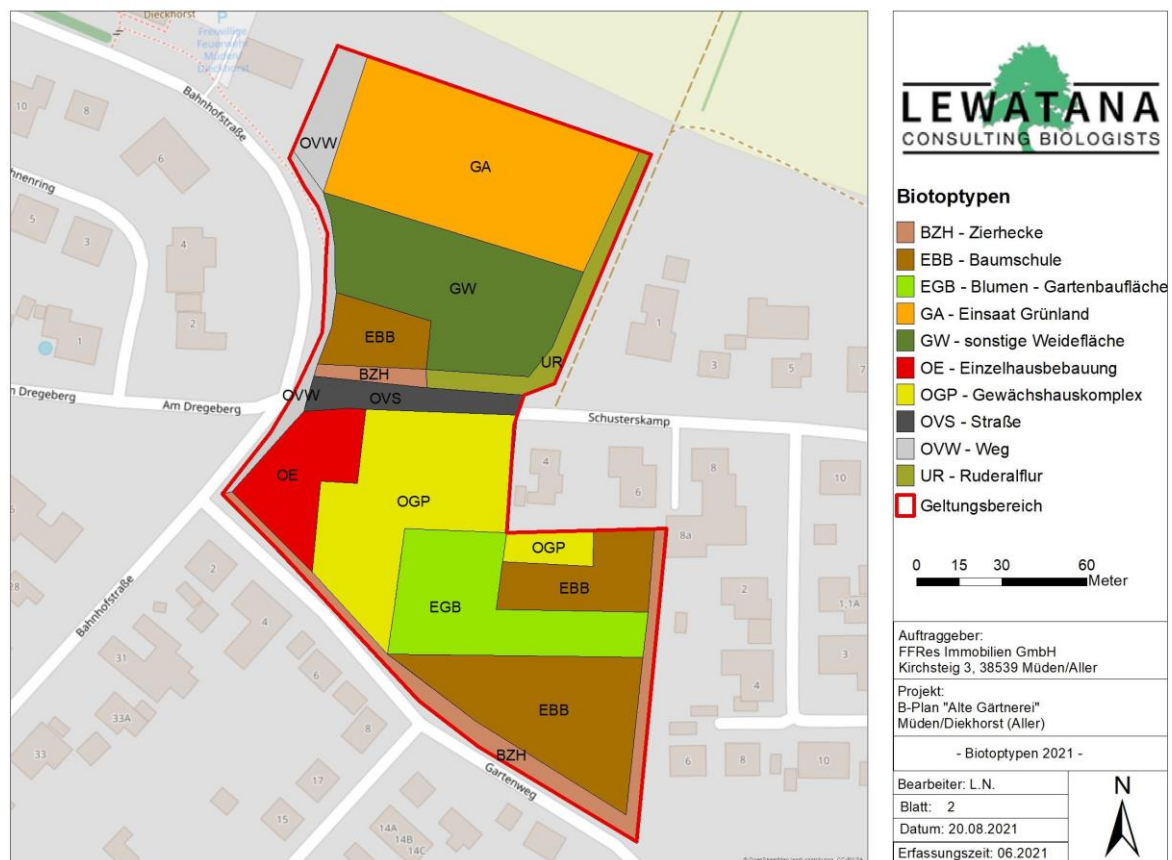 Dieckhorst
P
Freiwillige
Feuerwehr
Müden
Dieckhorst
Bahnhofstraße
10
8
6
5
3
4
2
1
Am Dregeberg
OVW
GA
GW
EBB
BZH
UR
OVW
OVS
Schusterskamp
OE
OGP
OGP
EBB
EGB
EBB
BZH
Gartenweg
Bahnhofstraße
1
3
5
7
4
6
8
10
8a
2
1;1A
3
4
6
8
10
2
4
6
8
31
33A
33
28
17
15
14A
14B
14C
LEWATANA
CONSULTING BIOLOGISTS
Biotoptypen
BZH - Zierhecke
EBB - Baumschule
EGB - Blumen - Gartenbaufläche
GA - Einsaat Grünland
GW - sonstige Weidefläche
OE - Einzelhausbebauung
OGP - Gewächshauskomplex
OVS - Straße
OVW - Weg
UR - Ruderalflur
Geltungsbereich
0 15 30 60
Meter
Auftraggeber:
FFRes Immobilien GmbH
Kirchsteig 3, 38539 Müden/Aller
Projekt:
B-Plan "Alte Gärtnerei"
Müden/Diekhorst (Aller)
- Biotoptypen 2021 -
Bearbeiter: L.N.
Blatt: 2
Datum: 20.08.2021
Erfassungszeit: 06.2021
N